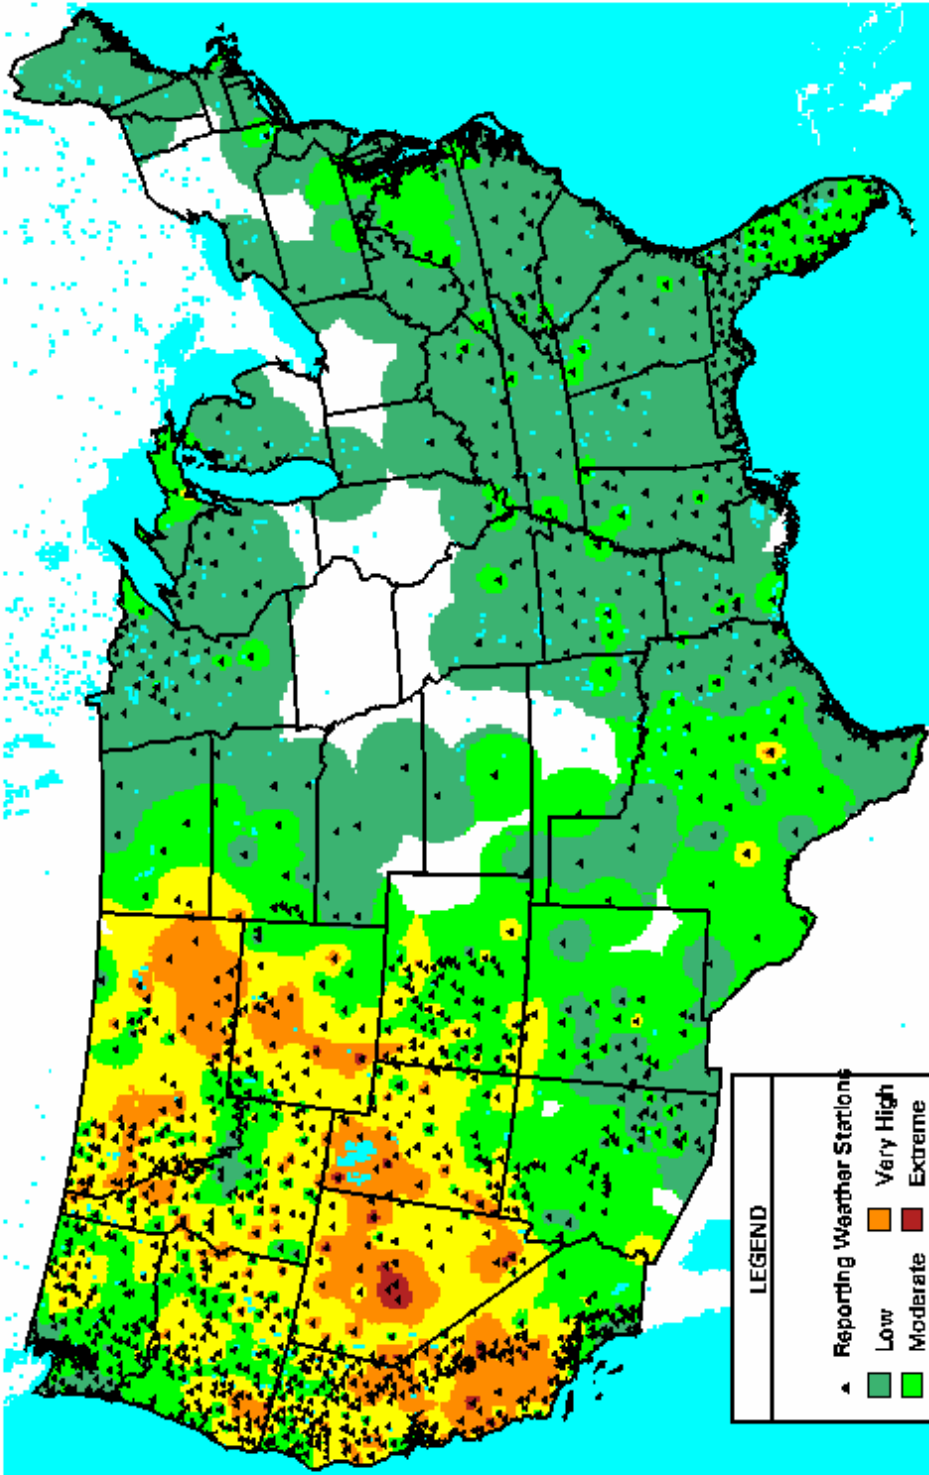 LEGEND
Reporting Weather Stations
Low
Very High
Moderate
Extreme